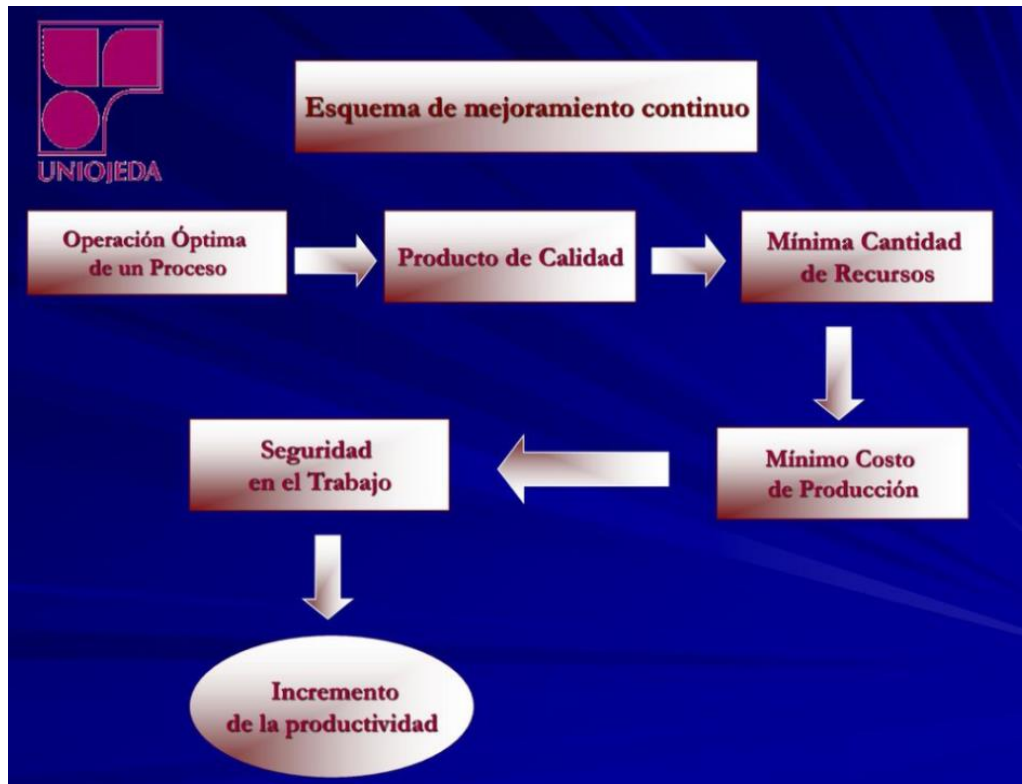 UNIOJEDA
Esquema de mejoramiento continuo
Operación Óptima
de un Proceso
Producto de Calidad
Mínima Cantidad
de Recursos
Mínimo Costo
de Producción
Seguridad
en el Trabajo
Incremento
de la productividad